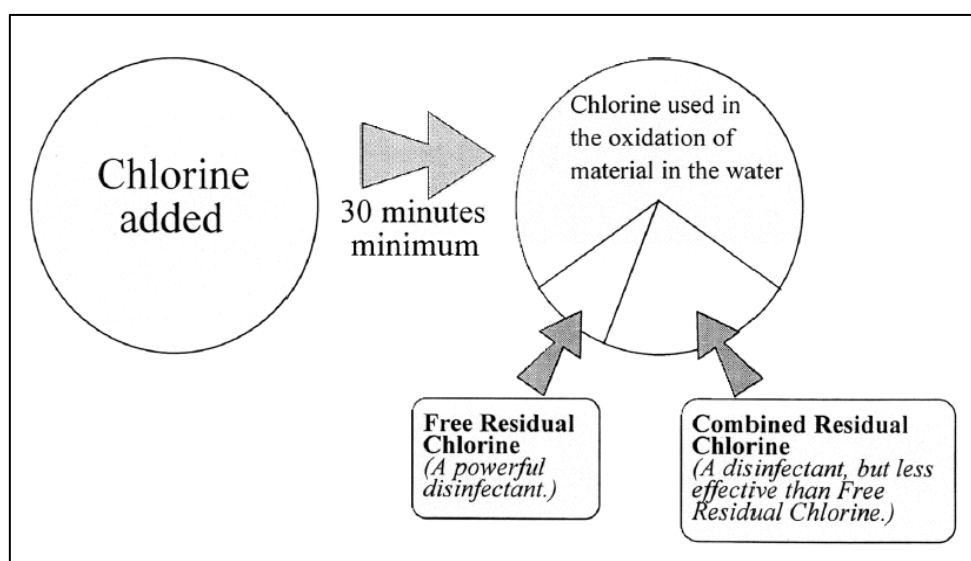 Chlorine
added
30 minutes
minimum
Chlorine used in
the oxidation of
material in the water
Free Residual
Chlorine
(A powerful
disinfectant.)
Combined Residual
Chlorine
(A disinfectant, but less
effective than Free
Residual Chlorine.)